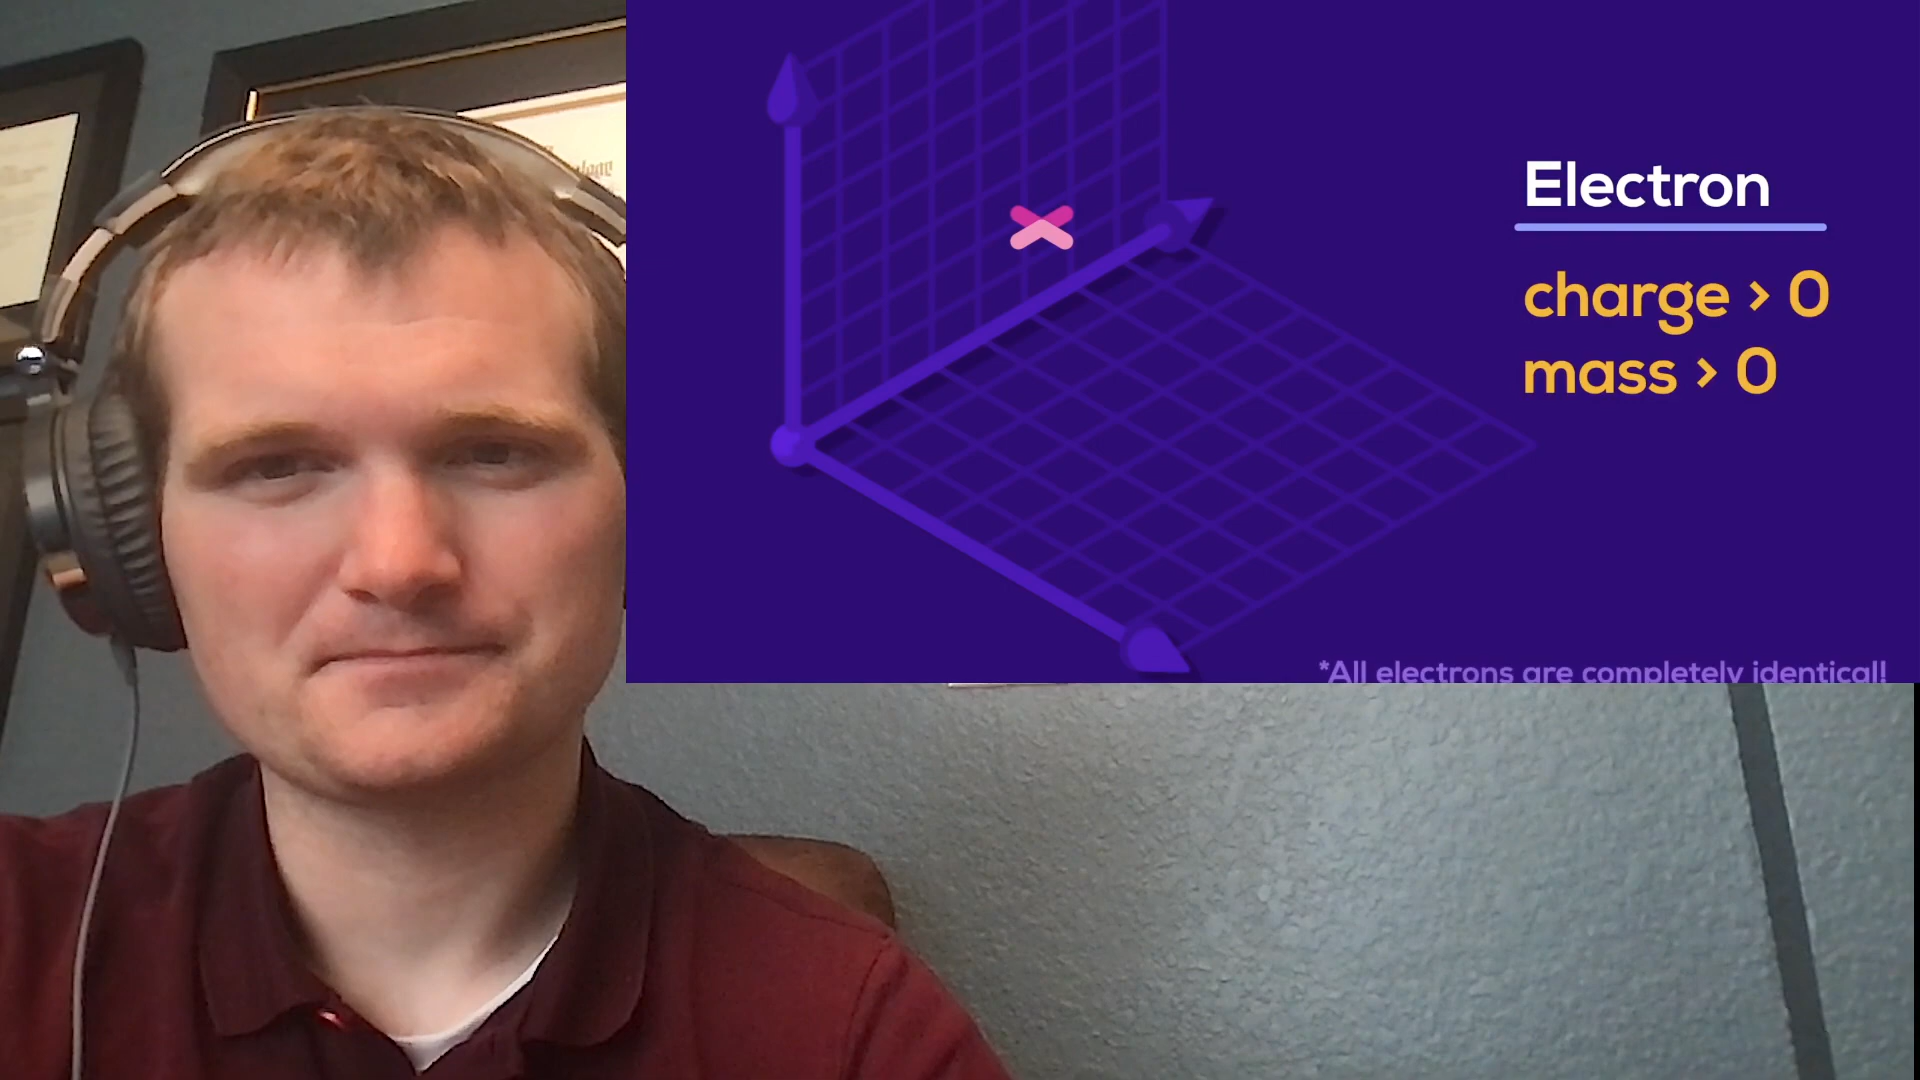 Electron
charge > 0
mass > 0
*All electrons are completely identical!